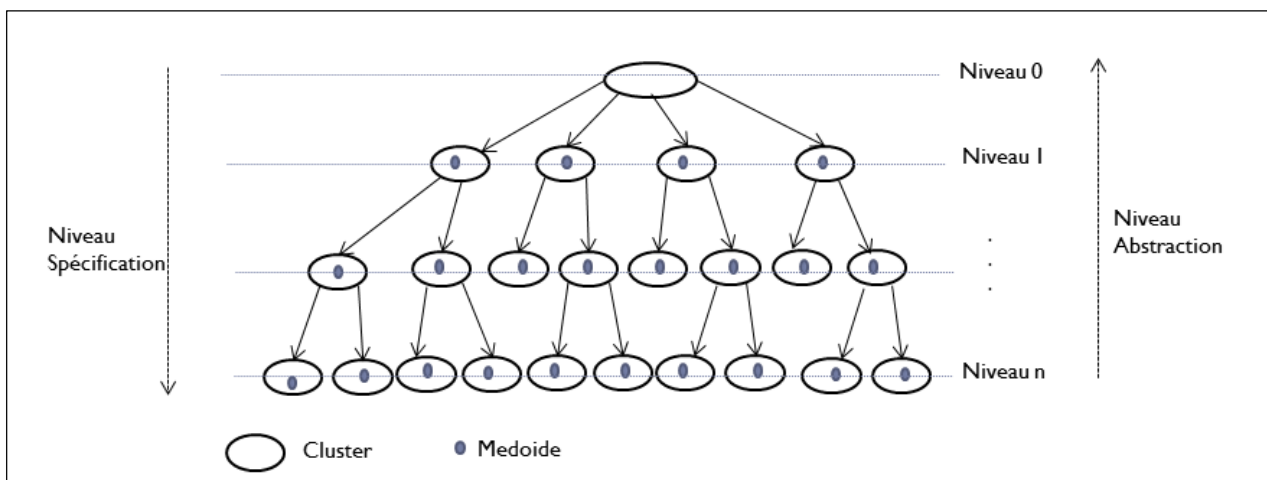 Niveau 0
Niveau 1
Niveau
Spécification
Niveau
Abstraction
.
.
.
Niveau n
Cluster
Medoide